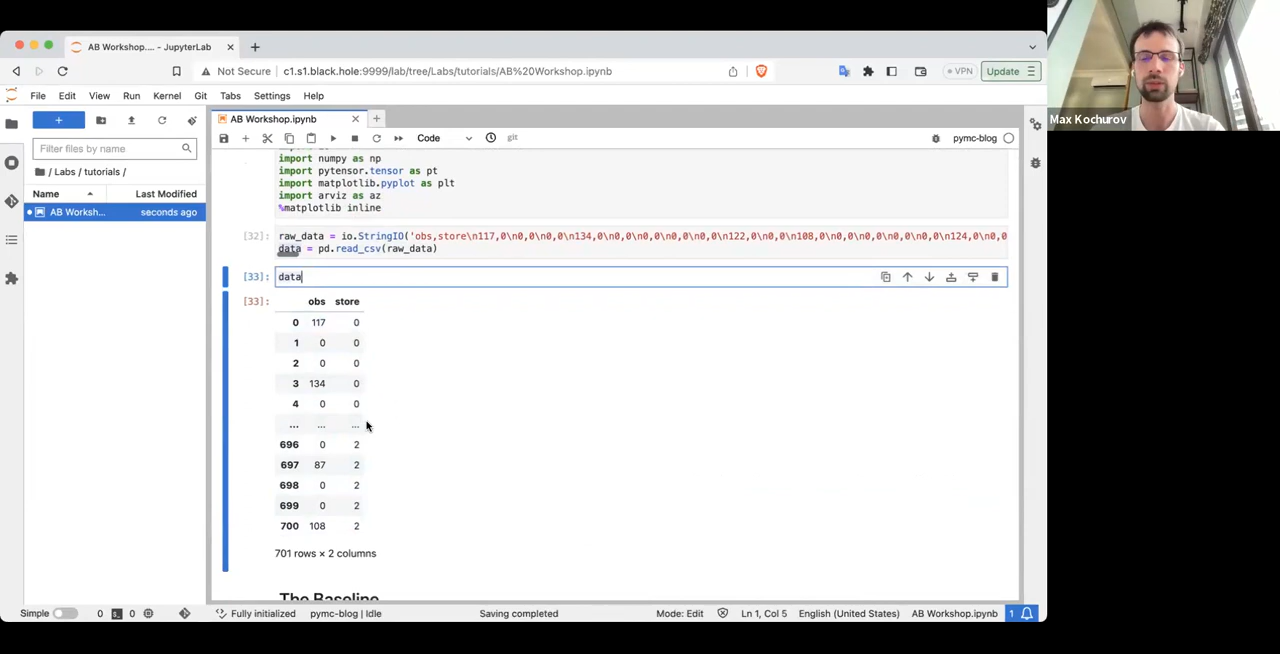 AB Workshop.... - JupyterLab
Not Secure c1.s1.black.hole:9999/lab/tree/Labs/tutorials/AB%20Workshop.ipynb
VPN
Update
Max Kochurov
File Edit View Run Kernel Git Tabs Settings Help
AB Workshop.ipynb
Code
git
pymc-blog
Filter files by name
/ Labs / tutorials /
Name Last Modified
AB Worksh... seconds ago
import numpy as np
import pytensor.tensor as pt
import matplotlib.pyplot as plt
import arviz as az
%matplotlib inline
[32]: raw_data = io.StringIO('obs,store\n117,0\n0,0\n0,0\n134,0\n0,0\n0,0\n0,0\n0,0\n122,0\n0,0\n108,0\n0,0\n0,0\n0,0\n0,0\n124,0\n0,0
data = pd.read_csv(raw_data)
[33]: data
[33]: obs store
0 117 0
1 0 0
2 0 0
3 134 0
4 0 0
... ... ...
696 0 2
697 87 2
698 0 2
699 0 2
700 108 2
701 rows × 2 columns
The Baseline
Simple 0 0 Fully initialized pymc-blog | Idle Saving completed Mode: Edit Ln 1, Col 5 English (United States) AB Workshop.ipynb 1